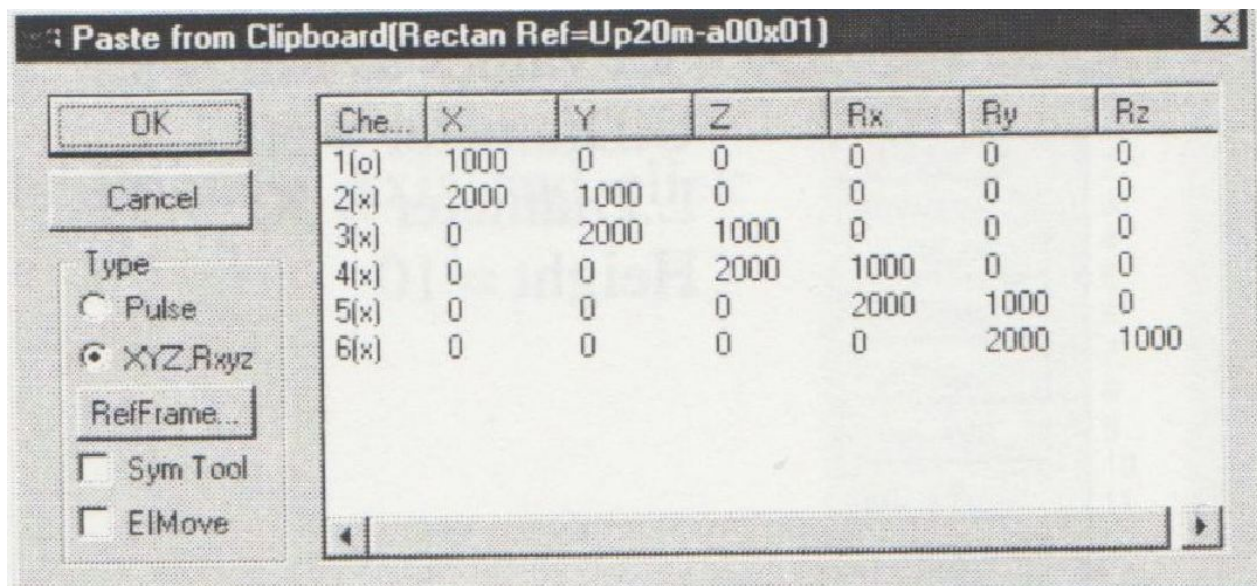 Paste from Clipboard(Rectan Ref=Up20m-a00x01)
OK
Cancel
Type
Pulse
XYZ,Rxyz
RefFrame...
Sym Tool
ElMove
Che... X Y Z Rx Ry Rz
1(o) 1000 0 0 0 0 0
2(x) 2000 1000 0 0 0 0
3(x) 0 2000 1000 0 0 0
4(x) 0 0 2000 1000 0 0
5(x) 0 0 0 2000 1000 0
6(x) 0 0 0 0 2000 1000